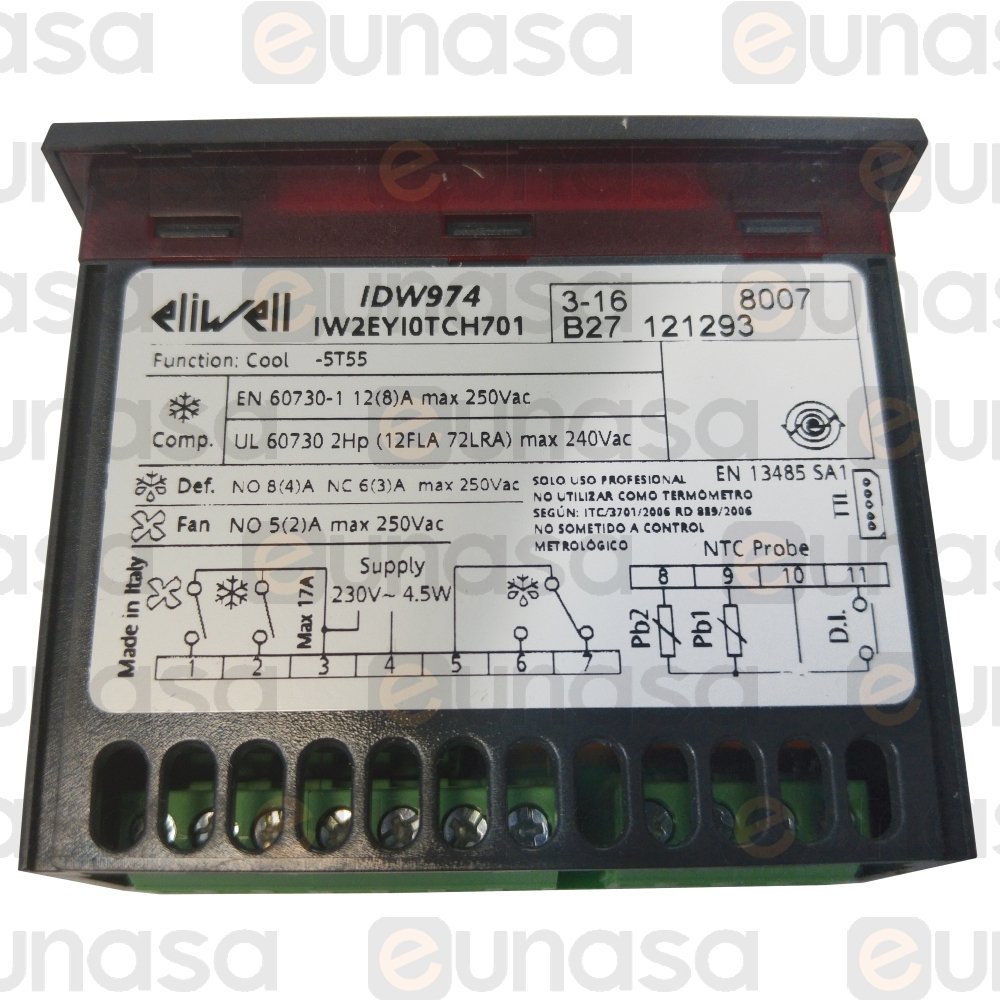 eliwell
IDW974
IW2EYI0TCH701
3-16 8007
B27 121293
Function: Cool -5T55
Comp.
EN 60730-1 12(8)A max 250Vac
UL 60730 2Hp (12FLA 72LRA) max 240Vac
Def. NO 8(4)A NC 6(3)A max 250Vac
Fan NO 5(2)A max 250Vac
SOLO USO PROFESIONAL
NO UTILIZAR COMO TERMÓMETRO
SEGÚN: ITC/3701/2006 RD 889/2006
NO SOMETIDO A CONTROL
METROLÓGICO
EN 13485 SA1
TTL
NTC Probe
Made in Italy
Max 17A
Supply
230V~ 4.5W
1 2 3 4 5 6 7
8 9 10 11
Pb2
Pb1
D.I.
eunasa